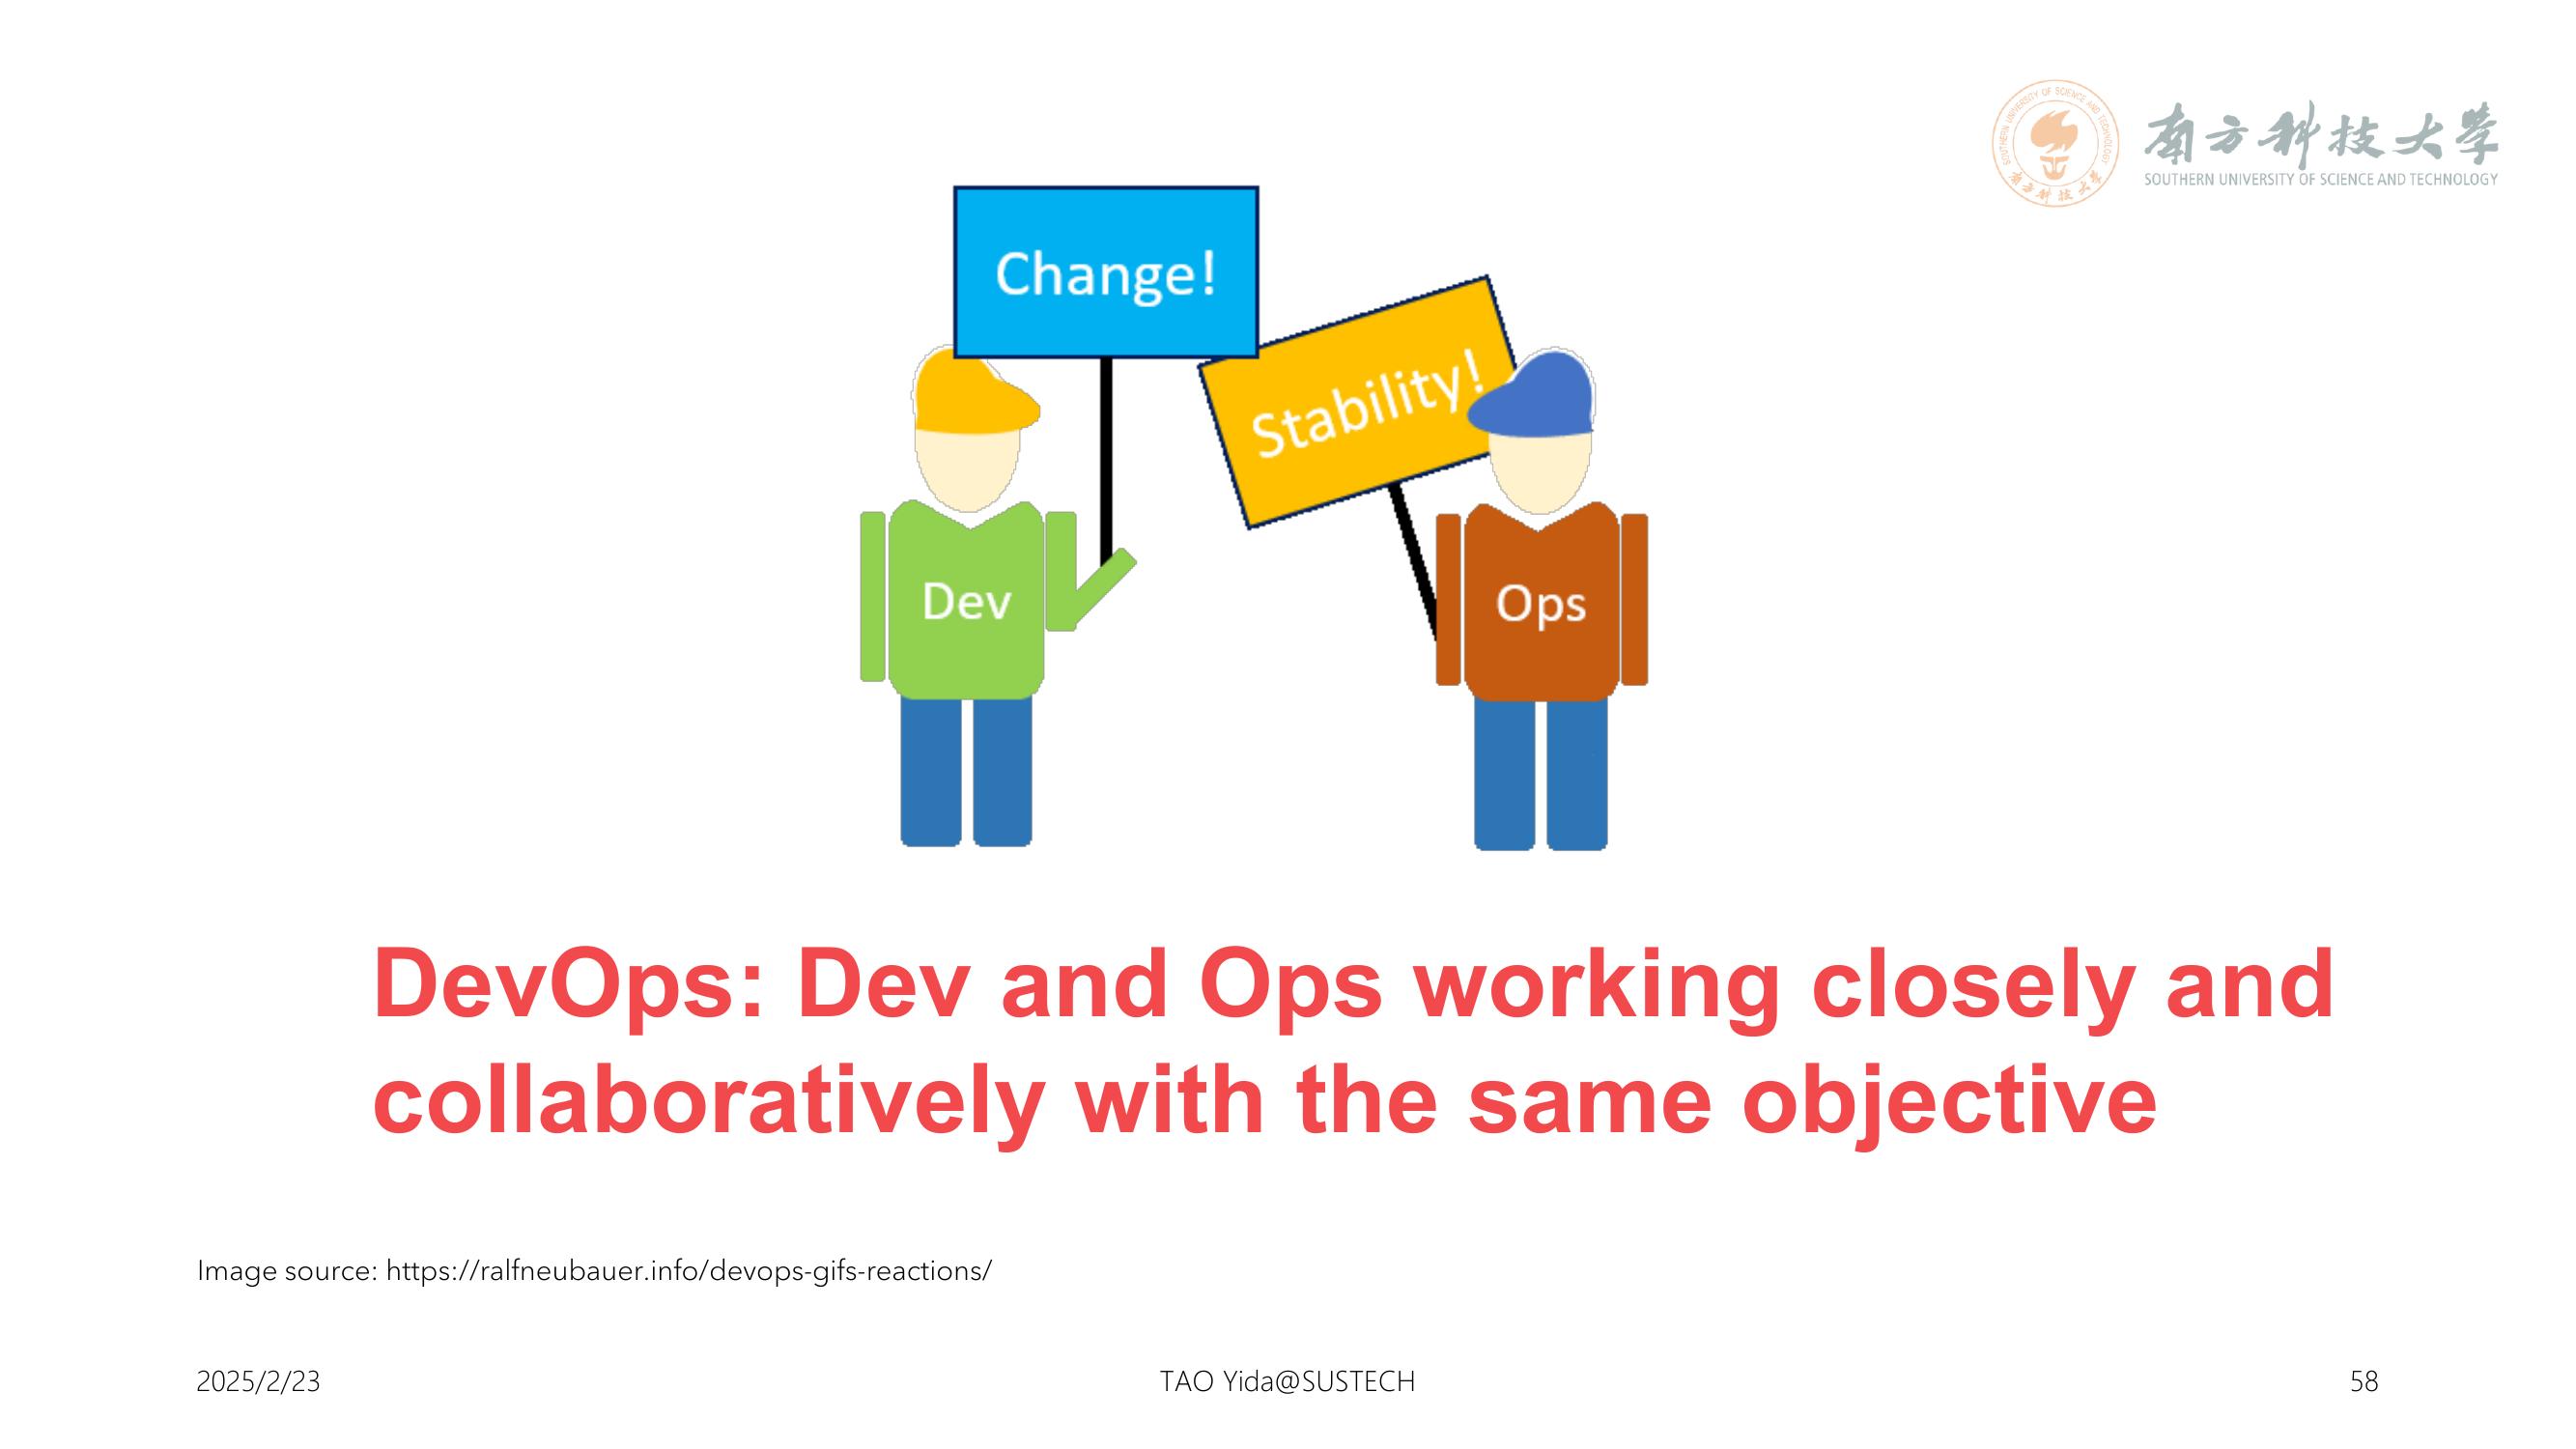 南方科技大學
SOUTHERN UNIVERSITY OF SCIENCE AND TECHNOLOGY
SOUTHERN UNIVERSITY OF SCIENCE AND TECHNOLOGY
南方科技大學
Change!
Stability!
Dev
Ops
DevOps: Dev and Ops working closely and
collaboratively with the same objective
Image source: https://ralfneubauer.info/devops-gifs-reactions/
2025/2/23
TAO Yida@SUSTECH
58